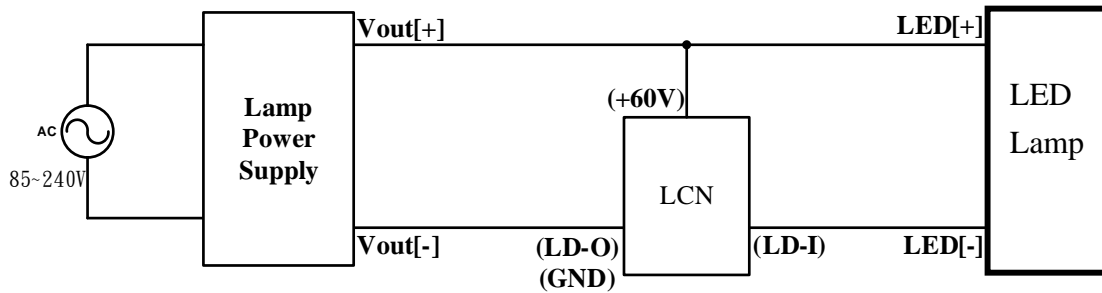 Vout[+]
LED[+]
(+60V)
Lamp
Power
Supply
AC
85~240V
LED
Lamp
LCN
Vout[-]
(LD-O)
(GND)
(LD-I)
LED[-]